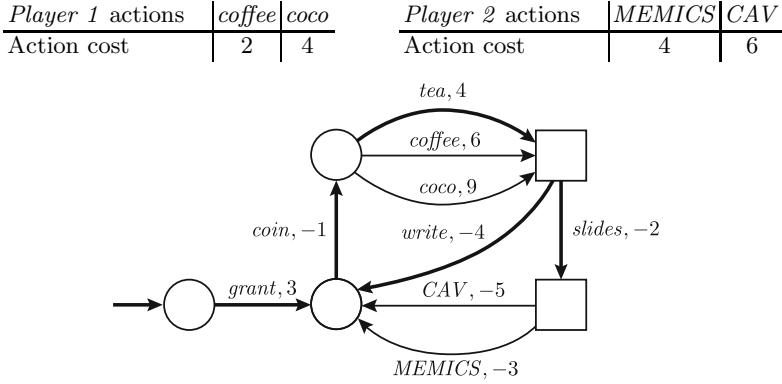 Player 1 actions coffee coco
Action cost 2 4
Player 2 actions MEMICS CAV
Action cost 4 6
tea, 4
coffee, 6
coco, 9
coin, −1
write, −4
slides, −2
grant, 3
CAV, −5
MEMICS, −3